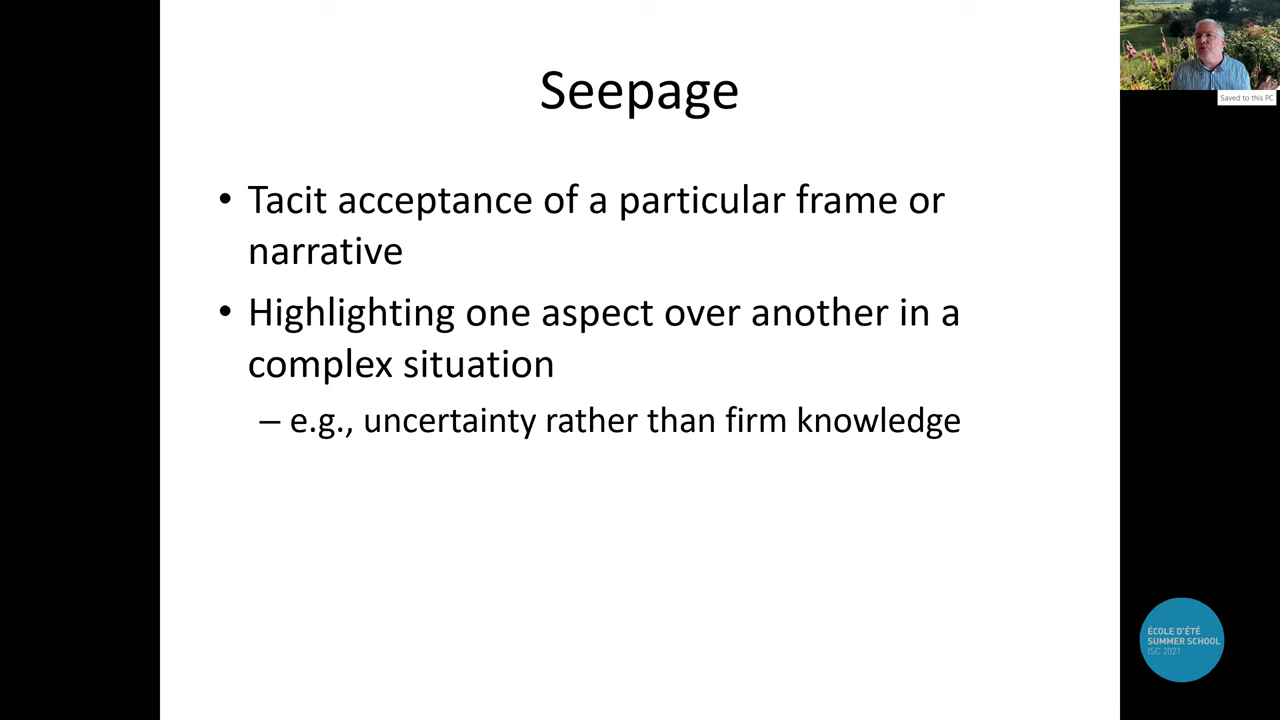 Seepage
• Tacit acceptance of a particular frame or
narrative
• Highlighting one aspect over another in a
complex situation
– e.g., uncertainty rather than firm knowledge
Saved to this PC
ÉCOLE D'ÉTÉ
SUMMER SCHOOL
ISC 2021